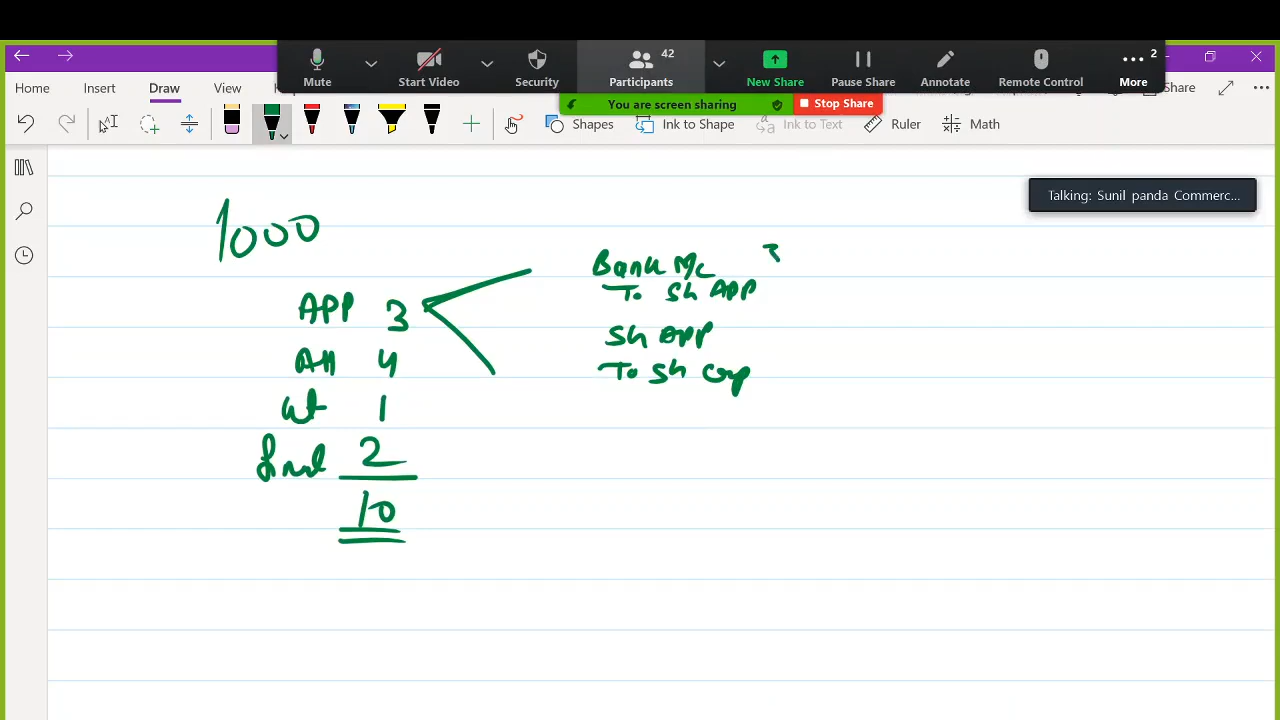 42
2
Mute
Start Video
Security
Participants
New Share
Pause Share
Annotate
Remote Control
More
You are screen sharing
Stop Share
Home
Insert
Draw
View
Share
Shapes
Ink to Shape
Ink to Text
Ruler
Math
Talking: Sunil panda Commerc...
1000
Bank A/c
To Sh APP
APP 3
Sh APP
All 4
To Sh Cap
1
2
10